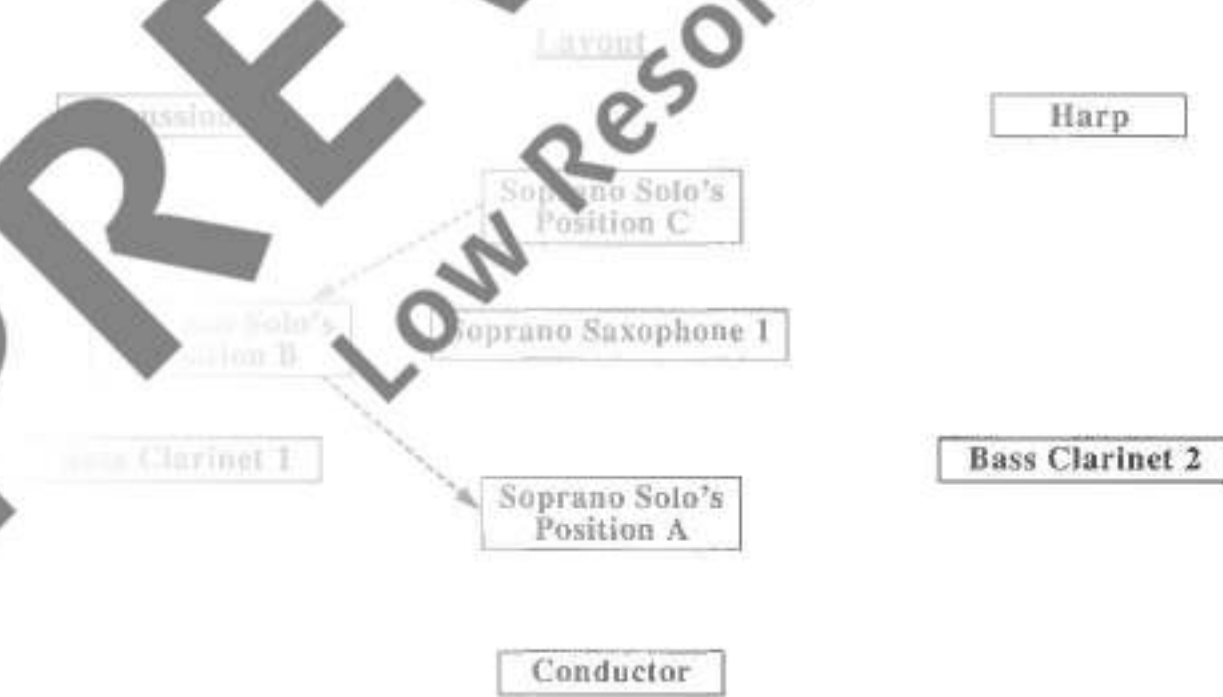 Layout
Harp
Soprano Solo's
Position C
Solo's
Position B
Soprano Saxophone 1
Clarinet 1
Bass Clarinet 2
Soprano Solo's
Position A
Conductor
Low